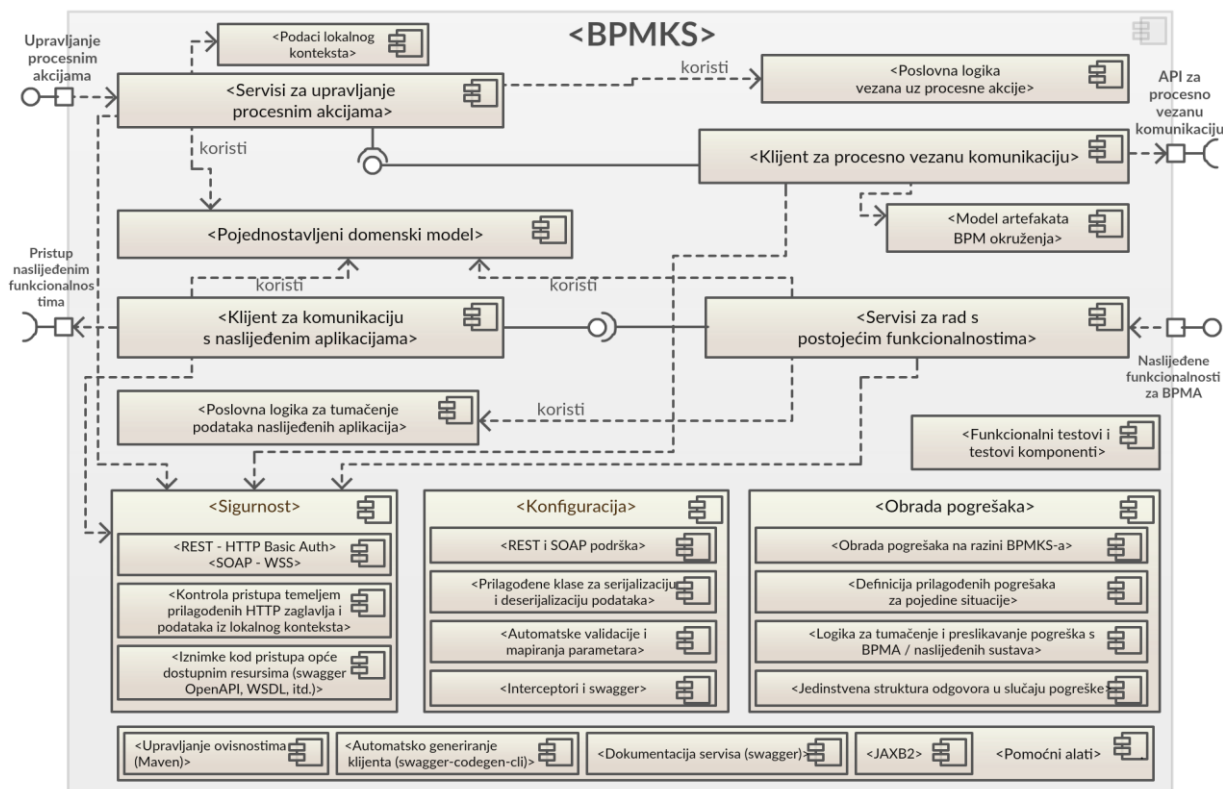 <BPMKS>
Upravljanje
procesnim
akcijama
<Podaci lokalnog
konteksta>
<Servisi za upravljanje
procesnim akcijama>
koristi
<Poslovna logika
vezana uz procesne akcije>
API za
procesno
vezanu
komunikaciju
koristi
<Klijent za procesno vezanu komunikaciju>
<Pojednostavljeni domenski model>
<Model artefakata
BPM okruženja>
Pristup
naslijeđenim
funkcionalnos
tima
koristi
koristi
<Klijent za komunikaciju
s naslijeđenim aplikacijama>
<Servisi za rad s
postojećim funkcionalnostima>
Naslijeđene
funkcionalnosti
za BPMA
<Poslovna logika za tumačenje
podataka naslijeđenih aplikacija>
koristi
<Funkcionalni testovi i
testovi komponenti>
<Sigurnost>
<REST - HTTP Basic Auth>
<SOAP - WSS>
<Kontrola pristupa temeljem
prilagođenih HTTP zaglavlja i
podataka iz lokalnog konteksta>
<Iznimke kod pristupa opće
dostupnim resursima (swagger
OpenAPI, WSDL, itd.)>
<Konfiguracija>
<REST i SOAP podrška>
<Prilagođene klase za serijalizaciju
i deserijalizaciju podataka>
<Automatske validacije i
mapiranja parametara>
<Interceptori i swagger>
<Obrada pogrešaka>
<Obrada pogrešaka na razini BPMKS-a>
<Definicija prilagođenih pogrešaka
za pojedine situacije>
<Logika za tumačenje i preslikavanje pogreška s
BPMA / naslijeđenih sustava>
<Jedinstvena struktura odgovora u slučaju pogreške>
<Upravljanje ovisnostima
(Maven)>
<Automatsko generiranje
klijenta (swagger-codegen-cli)>
<Dokumentacija servisa (swagger)>
<JAXB2>
<Pomoćni alati>